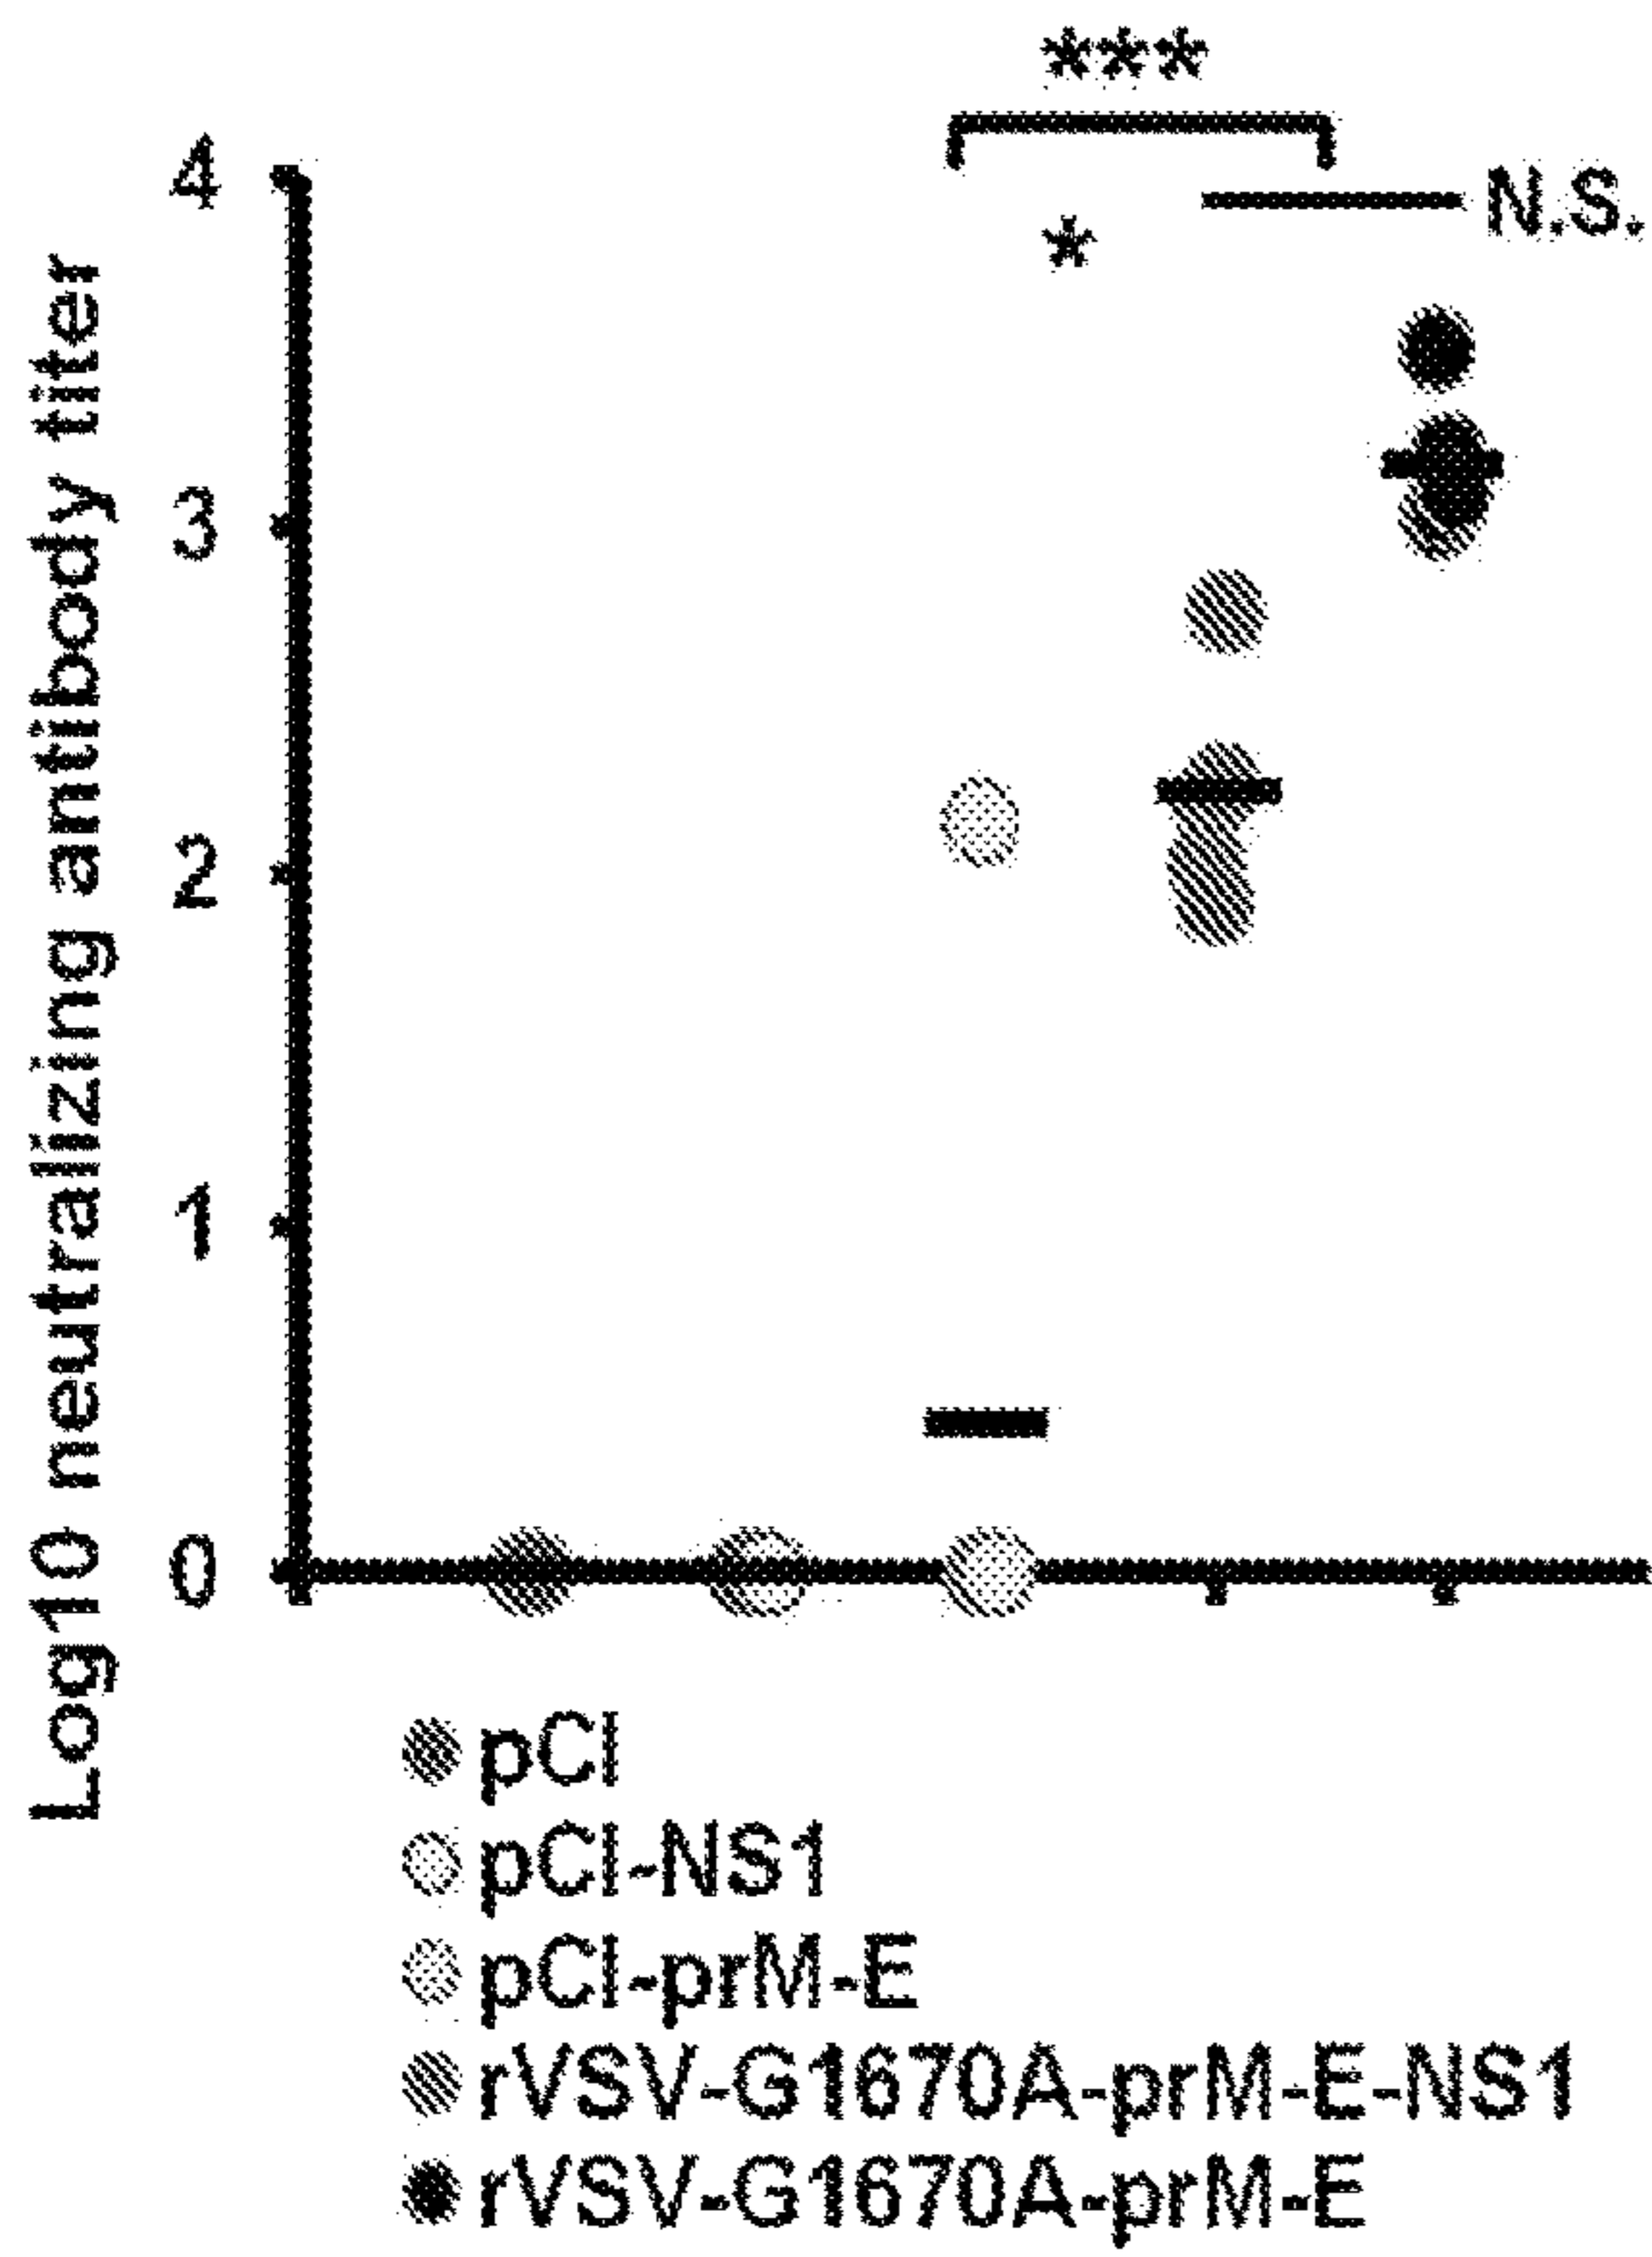 ***
4
N.S.
*
3
2
1
0
Log10 neutralizing antibody titer
pCI
pCI-NS1
pCI-prM-E
rVSV-G1670A-prM-E-NS1
rVSV-G1670A-prM-E